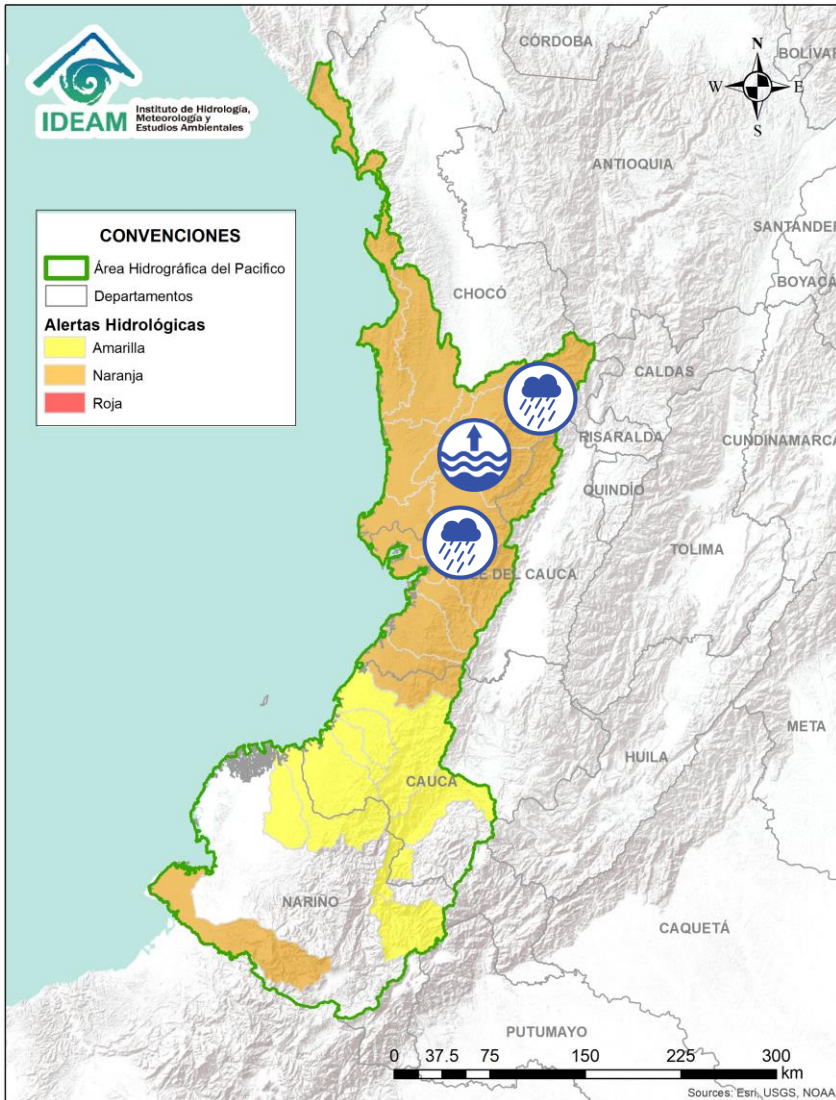 IDEAM
Instituto de Hidrología,
Meteorología y
Estudios Ambientales
N
W
E
S
CÓRDOBA
BOLÍVAR
ANTIOQUIA
SANTANDER
BOYACÁ
CHOCÓ
CALDAS
RISARALDA
CUNDINAMARCA
QUINDÍO
TOLIMA
DEL CAUCA
META
HUILA
CAUCA
NARIÑO
CAQUETÁ
PUTUMAYO
CONVENCIONES
Área Hidrográfica del Pacifico
Departamentos
Alertas Hidrológicas
Amarilla
Naranja
Roja
0 37.5 75 150 225 300
km
Sources: Esri, USGS, NOAA